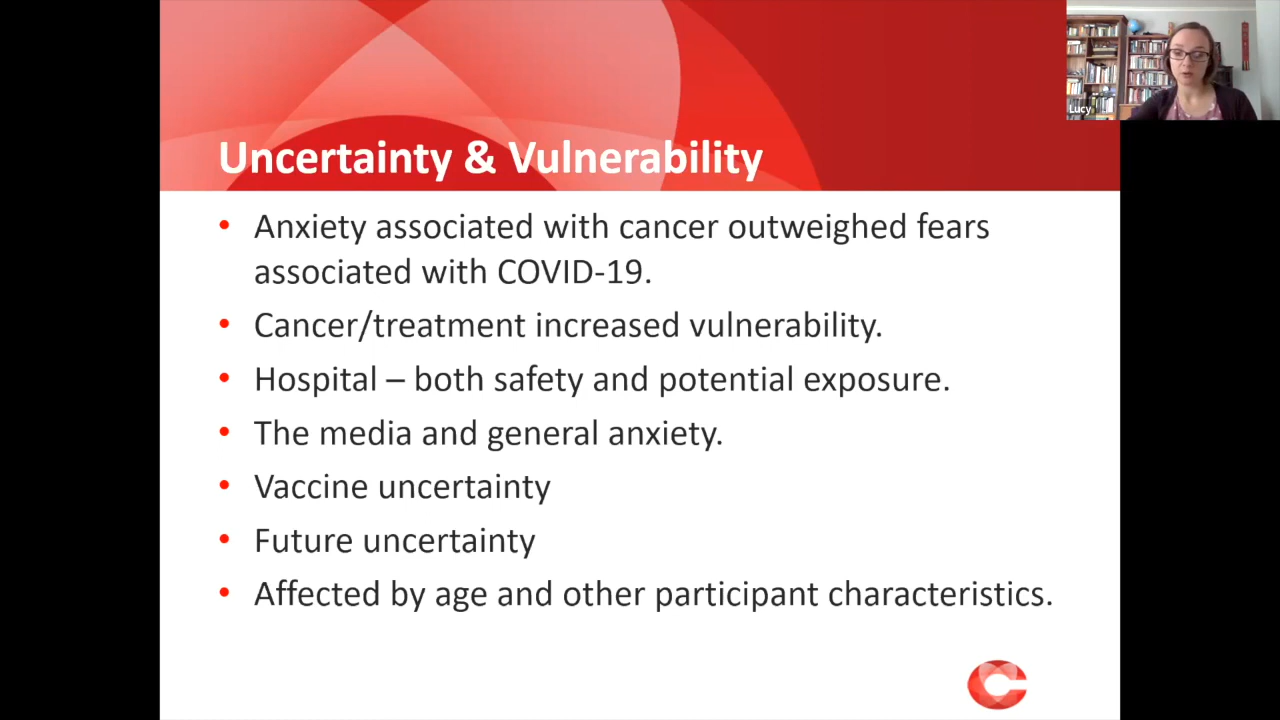 Lucy
Uncertainty & Vulnerability
• Anxiety associated with cancer outweighed fears
associated with COVID-19.
• Cancer/treatment increased vulnerability.
• Hospital – both safety and potential exposure.
• The media and general anxiety.
• Vaccine uncertainty
• Future uncertainty
• Affected by age and other participant characteristics.